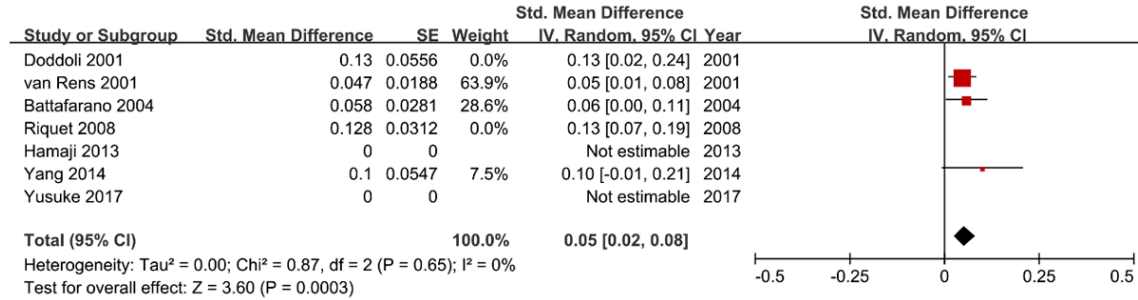 Std. Mean Difference Std. Mean Difference
Study or Subgroup Std. Mean Difference SE Weight IV. Random. 95% CI Year IV. Random. 95% CI
Doddoli 2001 0.13 0.0556 0.0% 0.13 [0.02, 0.24] 2001
van Rens 2001 0.047 0.0188 63.9% 0.05 [0.01, 0.08] 2001
Battafarano 2004 0.058 0.0281 28.6% 0.06 [0.00, 0.11] 2004
Riquet 2008 0.128 0.0312 0.0% 0.13 [0.07, 0.19] 2008
Hamaji 2013 0 0 Not estimable 2013
Yang 2014 0.1 0.0547 7.5% 0.10 [-0.01, 0.21] 2014
Yusuke 2017 0 0 Not estimable 2017
Total (95% CI) 100.0% 0.05 [0.02, 0.08]
Heterogeneity: Tau² = 0.00; Chi² = 0.87, df = 2 (P = 0.65); I² = 0%
Test for overall effect: Z = 3.60 (P = 0.0003)
-0.5 -0.25 0 0.25 0.5